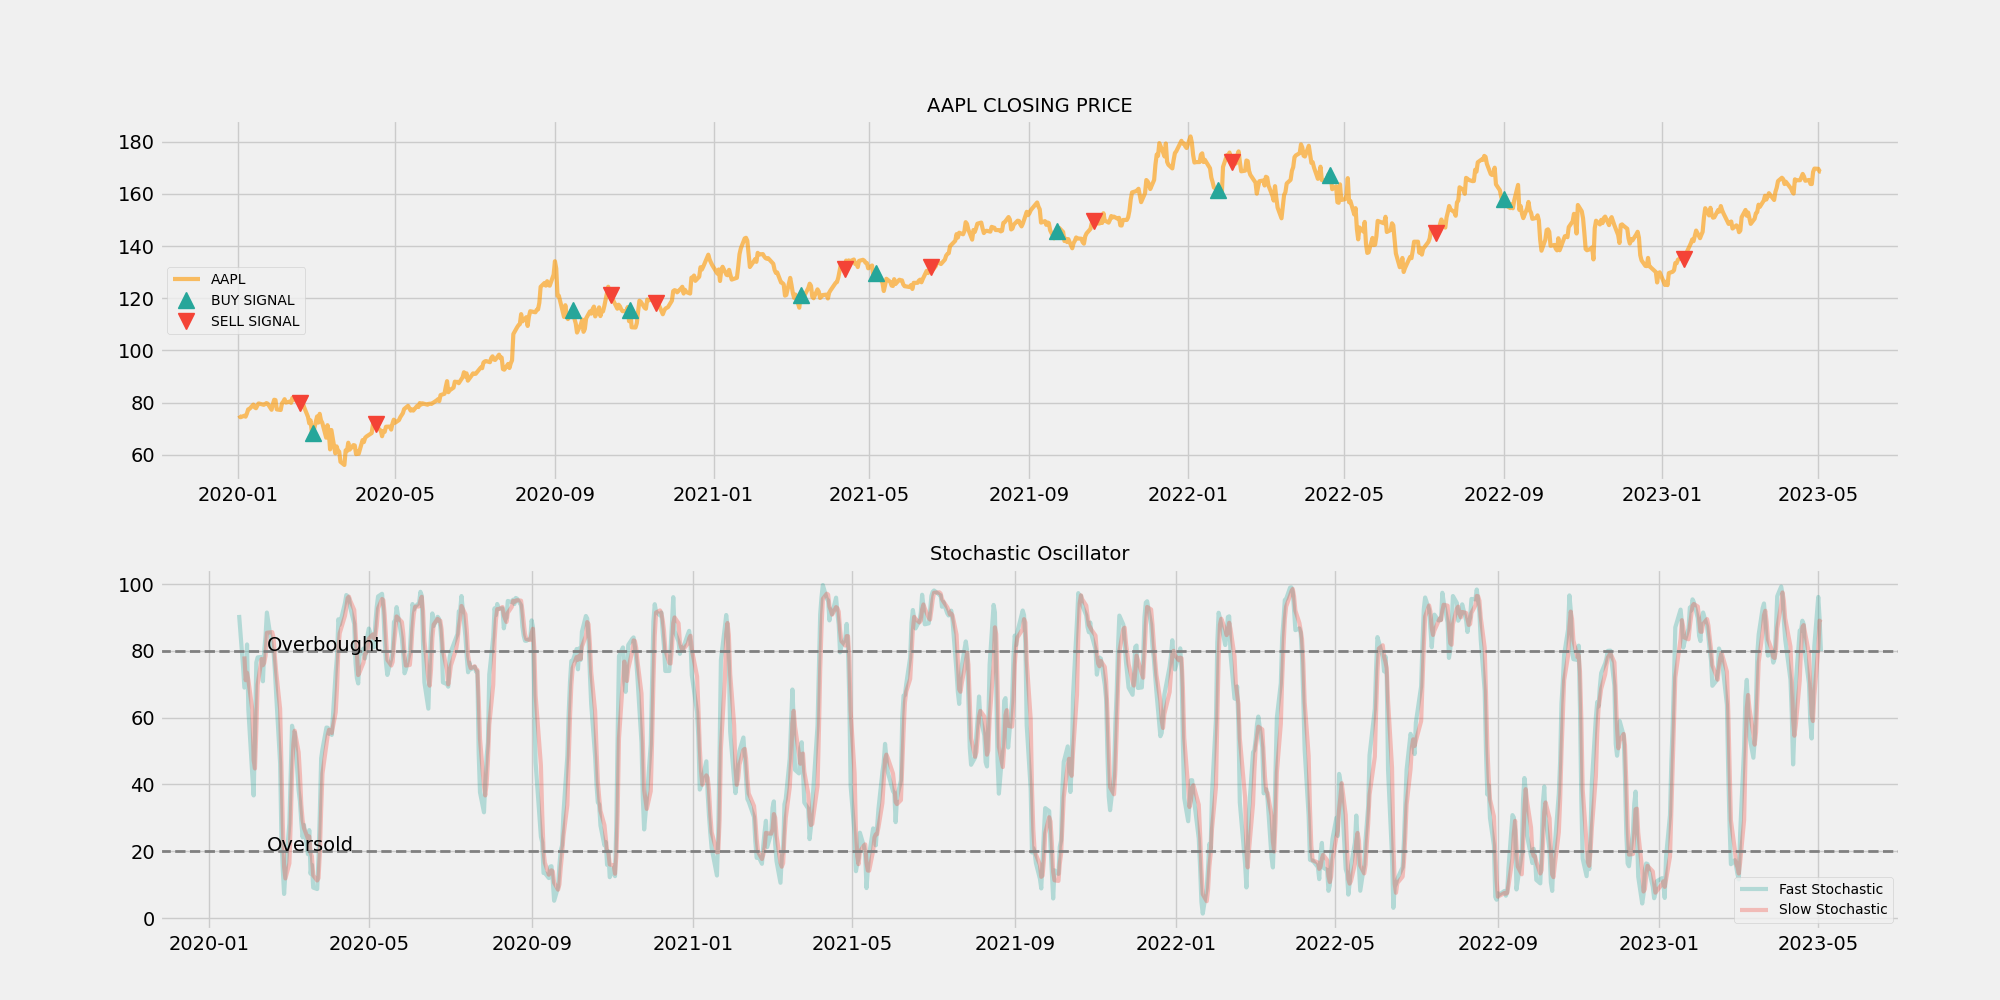 AAPL CLOSING PRICE
180
160
140
120
100
80
60
AAPL
BUY SIGNAL
SELL SIGNAL
2020-01 2020-05 2020-09 2021-01 2021-05 2021-09 2022-01 2022-05 2022-09 2023-01 2023-05
Stochastic Oscillator
100
80
60
40
20
0
Overbought
Oversold
Fast Stochastic
Slow Stochastic
2020-01 2020-05 2020-09 2021-01 2021-05 2021-09 2022-01 2022-05 2022-09 2023-01 2023-05